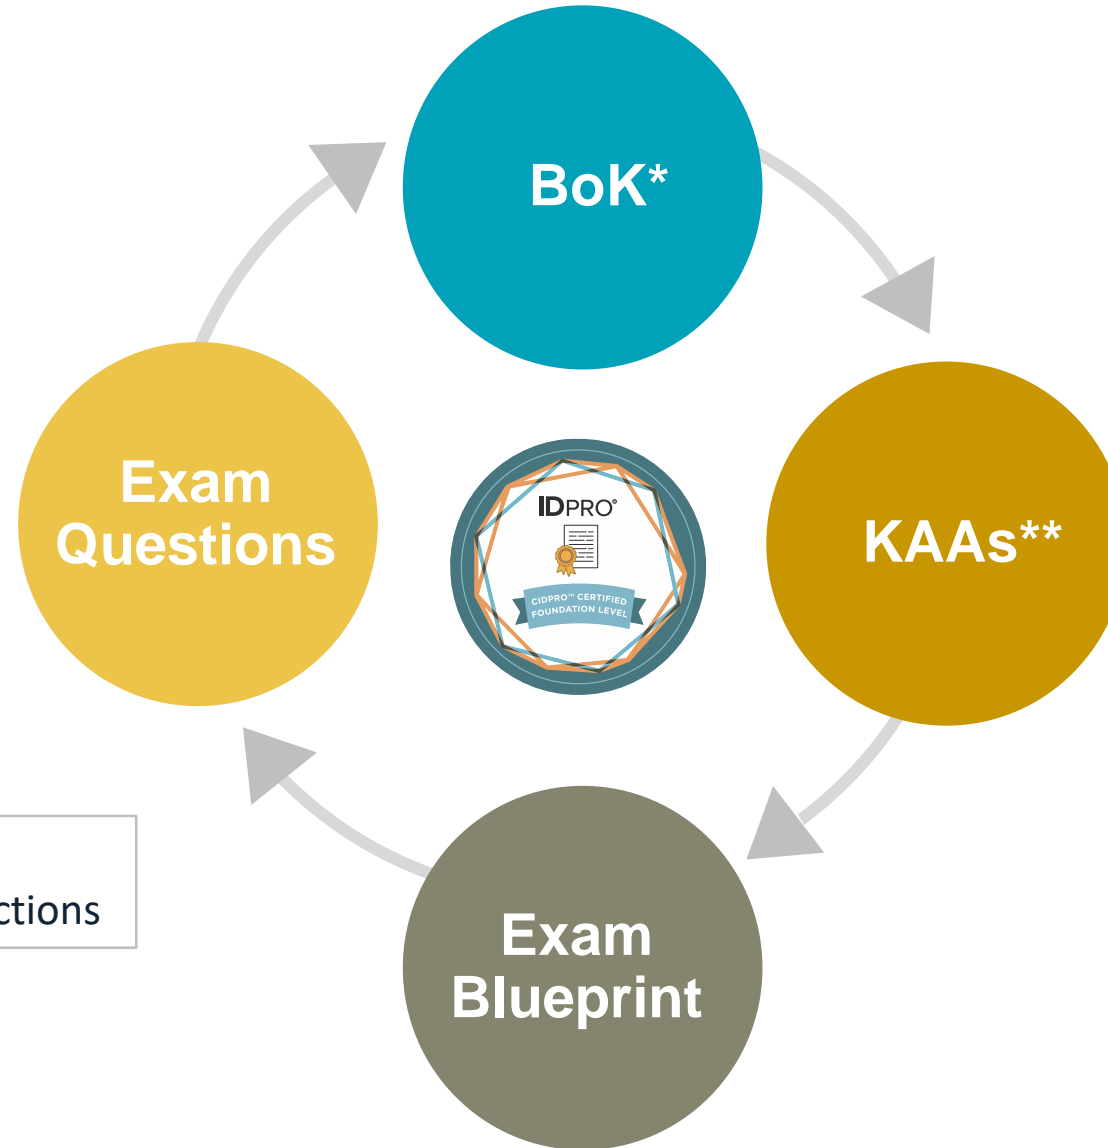 BoK*
Exam
Questions
KAAs**
IDPRO®
CIDPRO™ CERTIFIED
FOUNDATION LEVEL
ctions
Exam
Blueprint